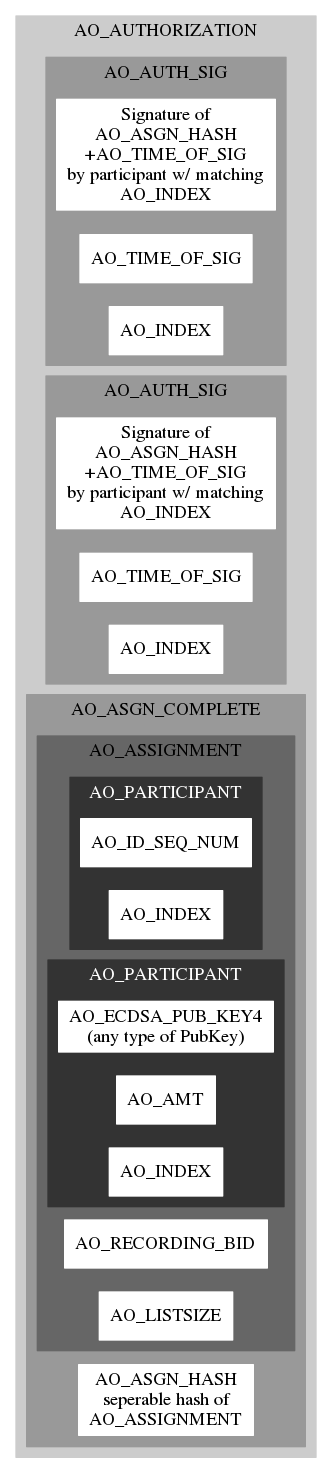 AO_AUTHORIZATION
AO_AUTH_SIG
Signature of
AO_ASGN_HASH
+AO_TIME_OF_SIG
by participant w/ matching
AO_INDEX
AO_TIME_OF_SIG
AO_INDEX
AO_AUTH_SIG
Signature of
AO_ASGN_HASH
+AO_TIME_OF_SIG
by participant w/ matching
AO_INDEX
AO_TIME_OF_SIG
AO_INDEX
AO_ASGN_COMPLETE
AO_ASSIGNMENT
AO_PARTICIPANT
AO_ID_SEQ_NUM
AO_INDEX
AO_PARTICIPANT
AO_ECDSA_PUB_KEY4
(any type of PubKey)
AO_AMT
AO_INDEX
AO_RECORDING_BID
AO_LISTSIZE
AO_ASGN_HASH
seperable hash of
AO_ASSIGNMENT